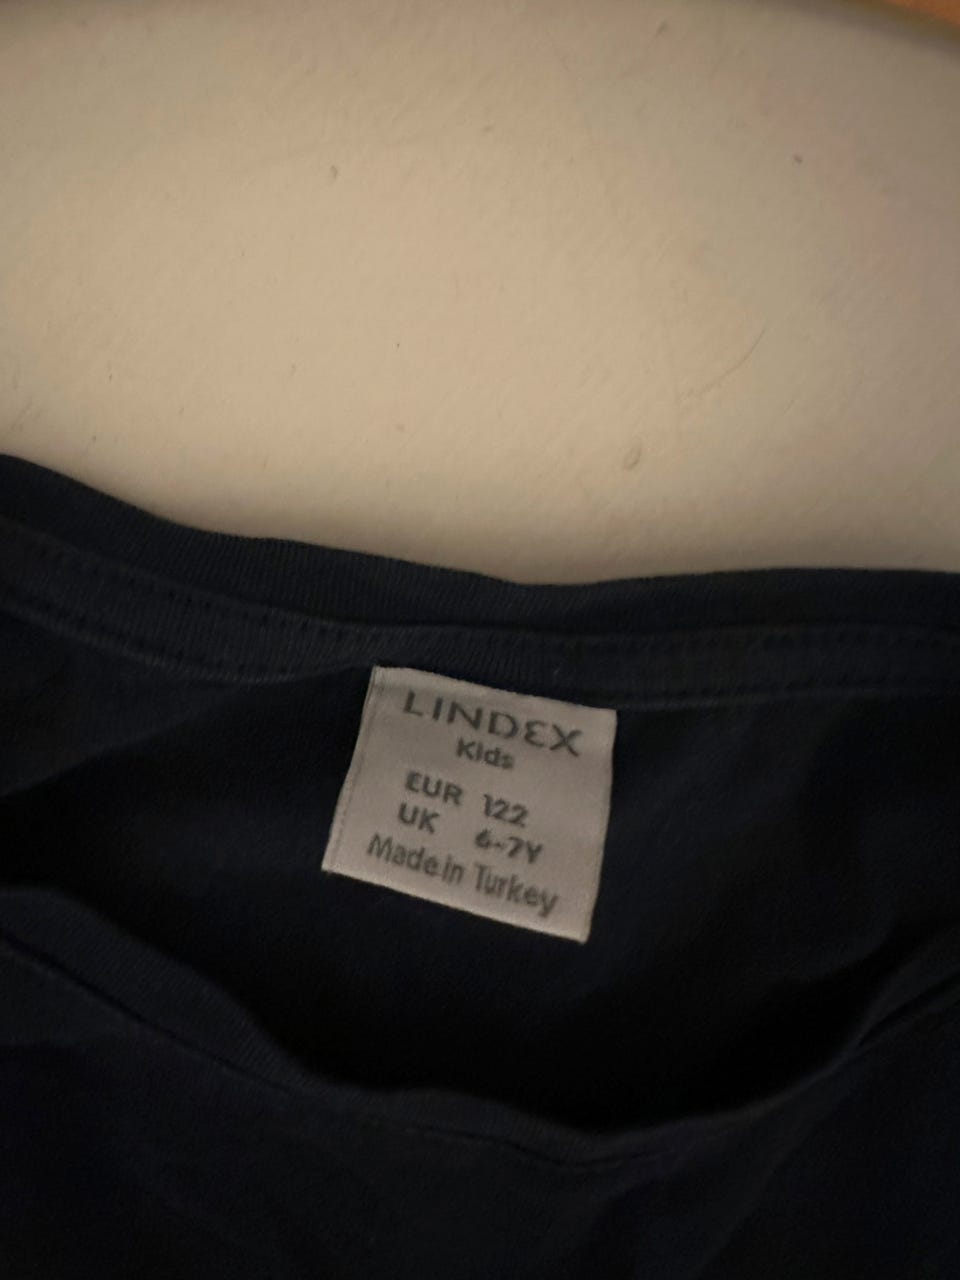 LINDEX
Kids
EUR 122
UK 6-7Y
Made in Turkey